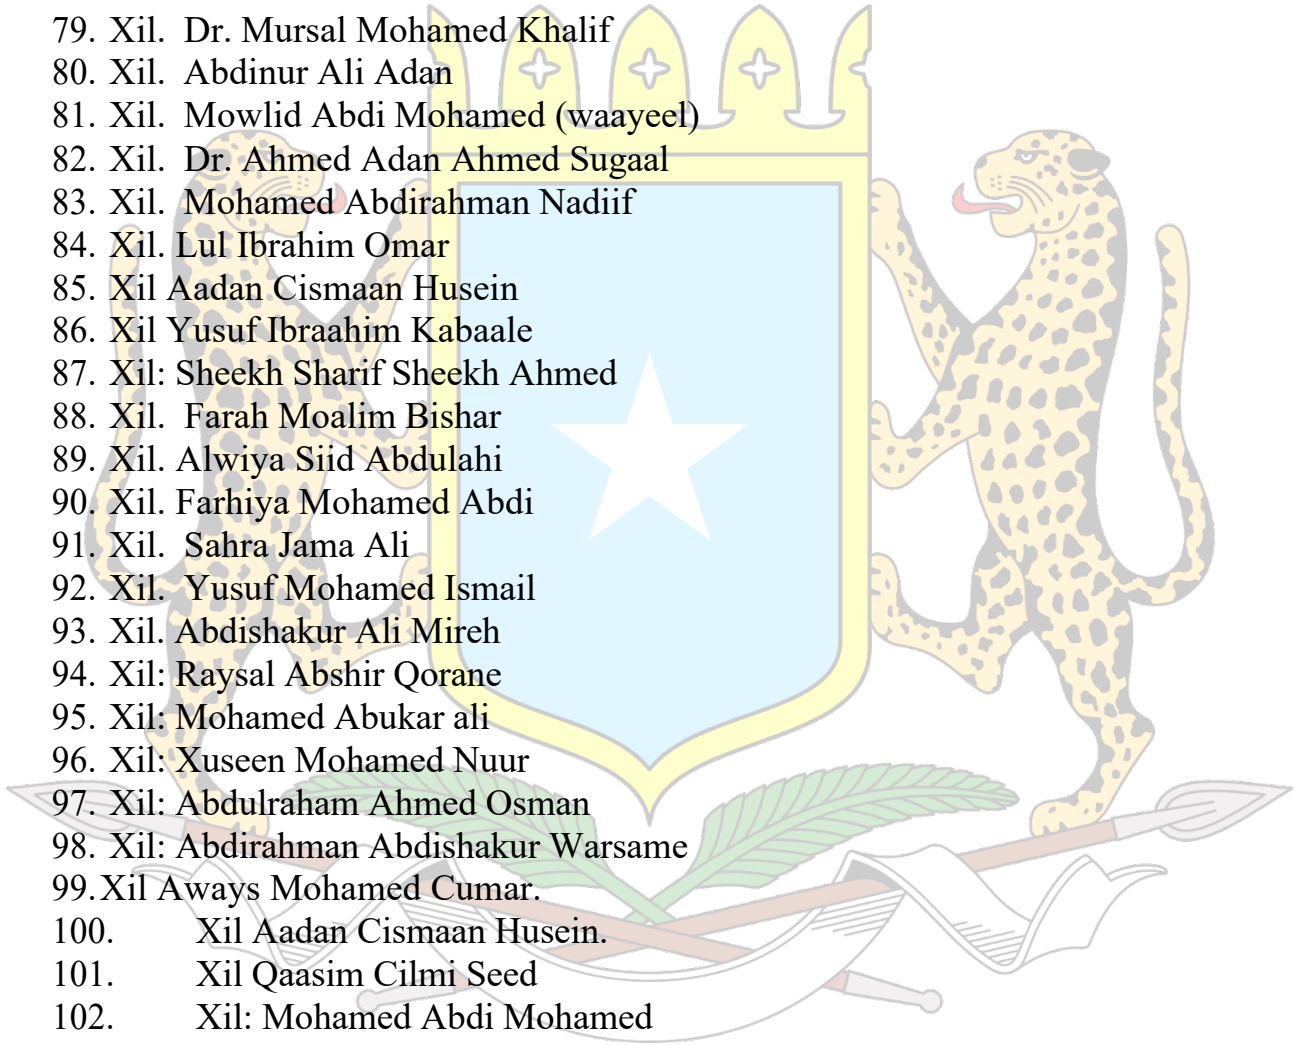 79. Xil. Dr. Mursal Mohamed Khalif
80. Xil. Abdinur Ali Adan
81. Xil. Mowlid Abdi Mohamed (waayeel)
82. Xil. Dr. Ahmed Adan Ahmed Sugaal
83. Xil. Mohamed Abdirahman Nadiif
84. Xil. Lul Ibrahim Omar
85. Xil Aadan Cismaan Husein
86. Xil Yusuf Ibraahim Kabaale
87. Xil: Sheekh Sharif Sheekh Ahmed
88. Xil. Farah Moalim Bishar
89. Xil. Alwiya Siid Abdulahi
90. Xil. Farhiya Mohamed Abdi
91. Xil. Sahra Jama Ali
92. Xil. Yusuf Mohamed Ismail
93. Xil. Abdishakur Ali Mireh
94. Xil: Raysal Abshir Qorane
95. Xil: Mohamed Abukar ali
96. Xil: Xuseen Mohamed Nuur
97. Xil: Abdulraham Ahmed Osman
98. Xil: Abdirahman Abdishakur Warsame
99.Xil Aways Mohamed Cumar.
100. Xil Aadan Cismaan Husein.
101. Xil Qaasim Cilmi Seed
102. Xil: Mohamed Abdi Mohamed